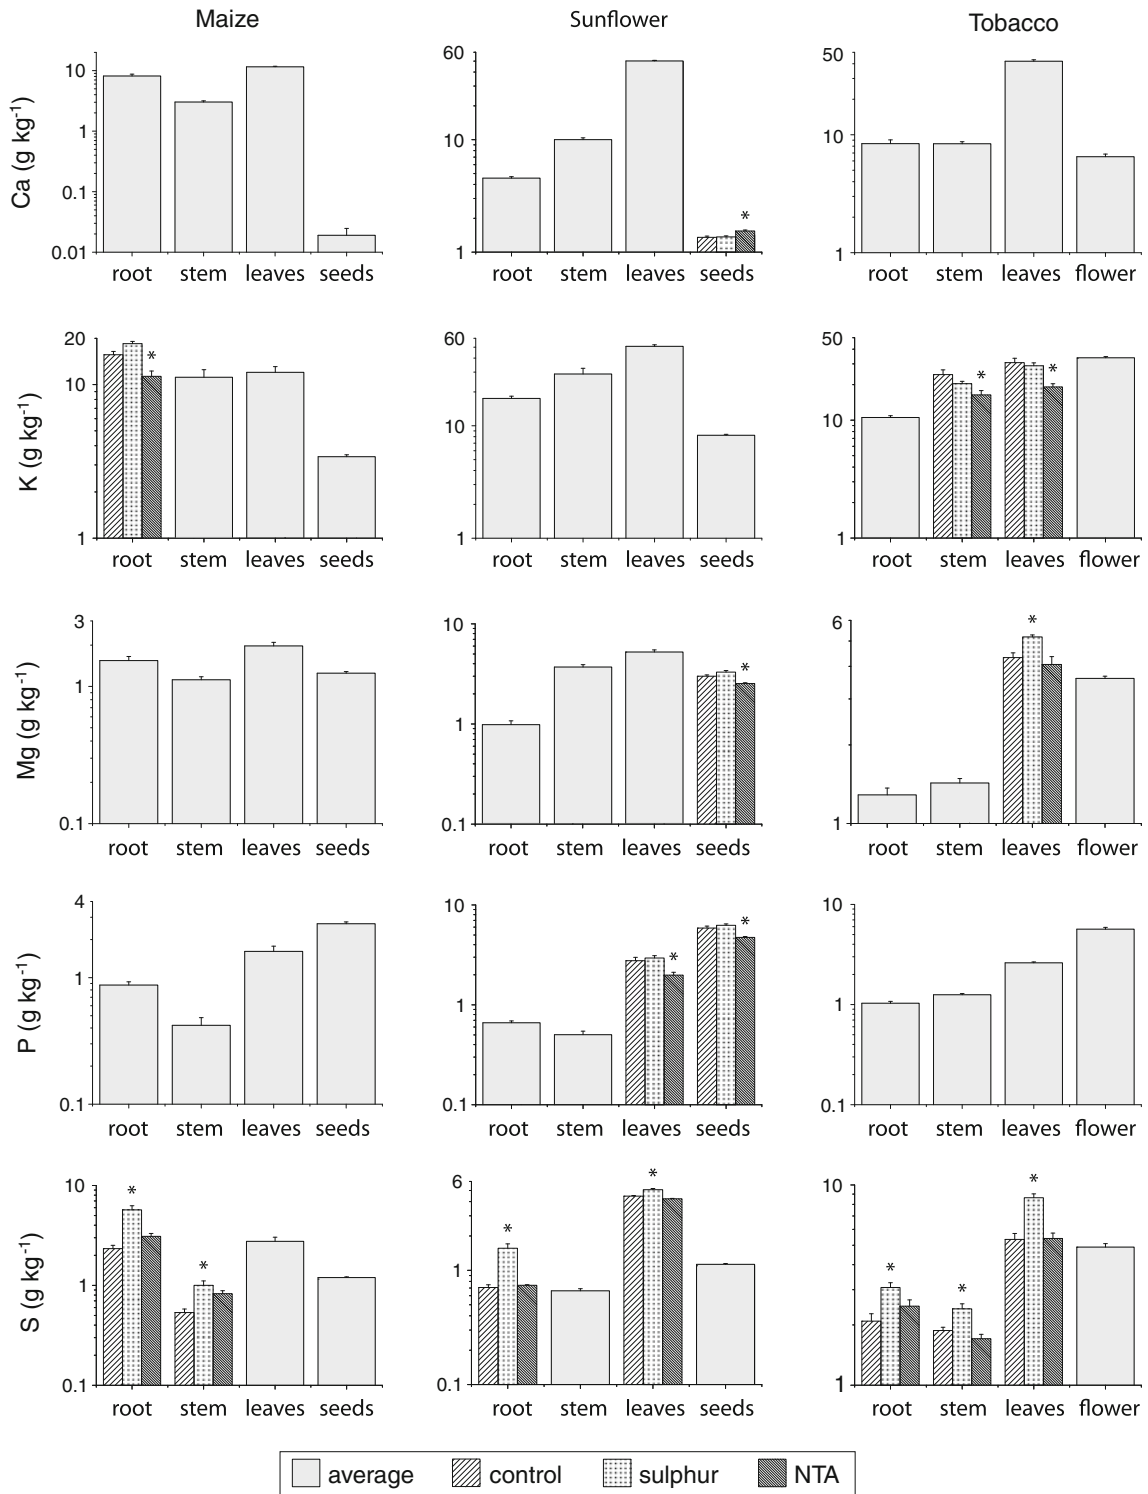 Maize Sunflower Tobacco
Ca (g kg-1)
10
1
0.1
0.01
root stem leaves seeds
60
10
1
*
root stem leaves seeds
50
10
1
root stem leaves flower
K (g kg-1)
20
10
1
*
root stem leaves seeds
60
10
1
root stem leaves seeds
50
10
1
* *
root stem leaves flower
Mg (g kg-1)
3
1
0.1
root stem leaves seeds
10
1
0.1
*
root stem leaves seeds
6
1
*
root stem leaves flower
P (g kg-1)
4
1
0.1
root stem leaves seeds
10
1
0.1
* *
root stem leaves seeds
10
1
0.1
root stem leaves flower
S (g kg-1)
10
1
0.1
* *
root stem leaves seeds
6
1
0.1
* *
root stem leaves seeds
10
1
* * *
root stem leaves flower
average control sulphur NTA